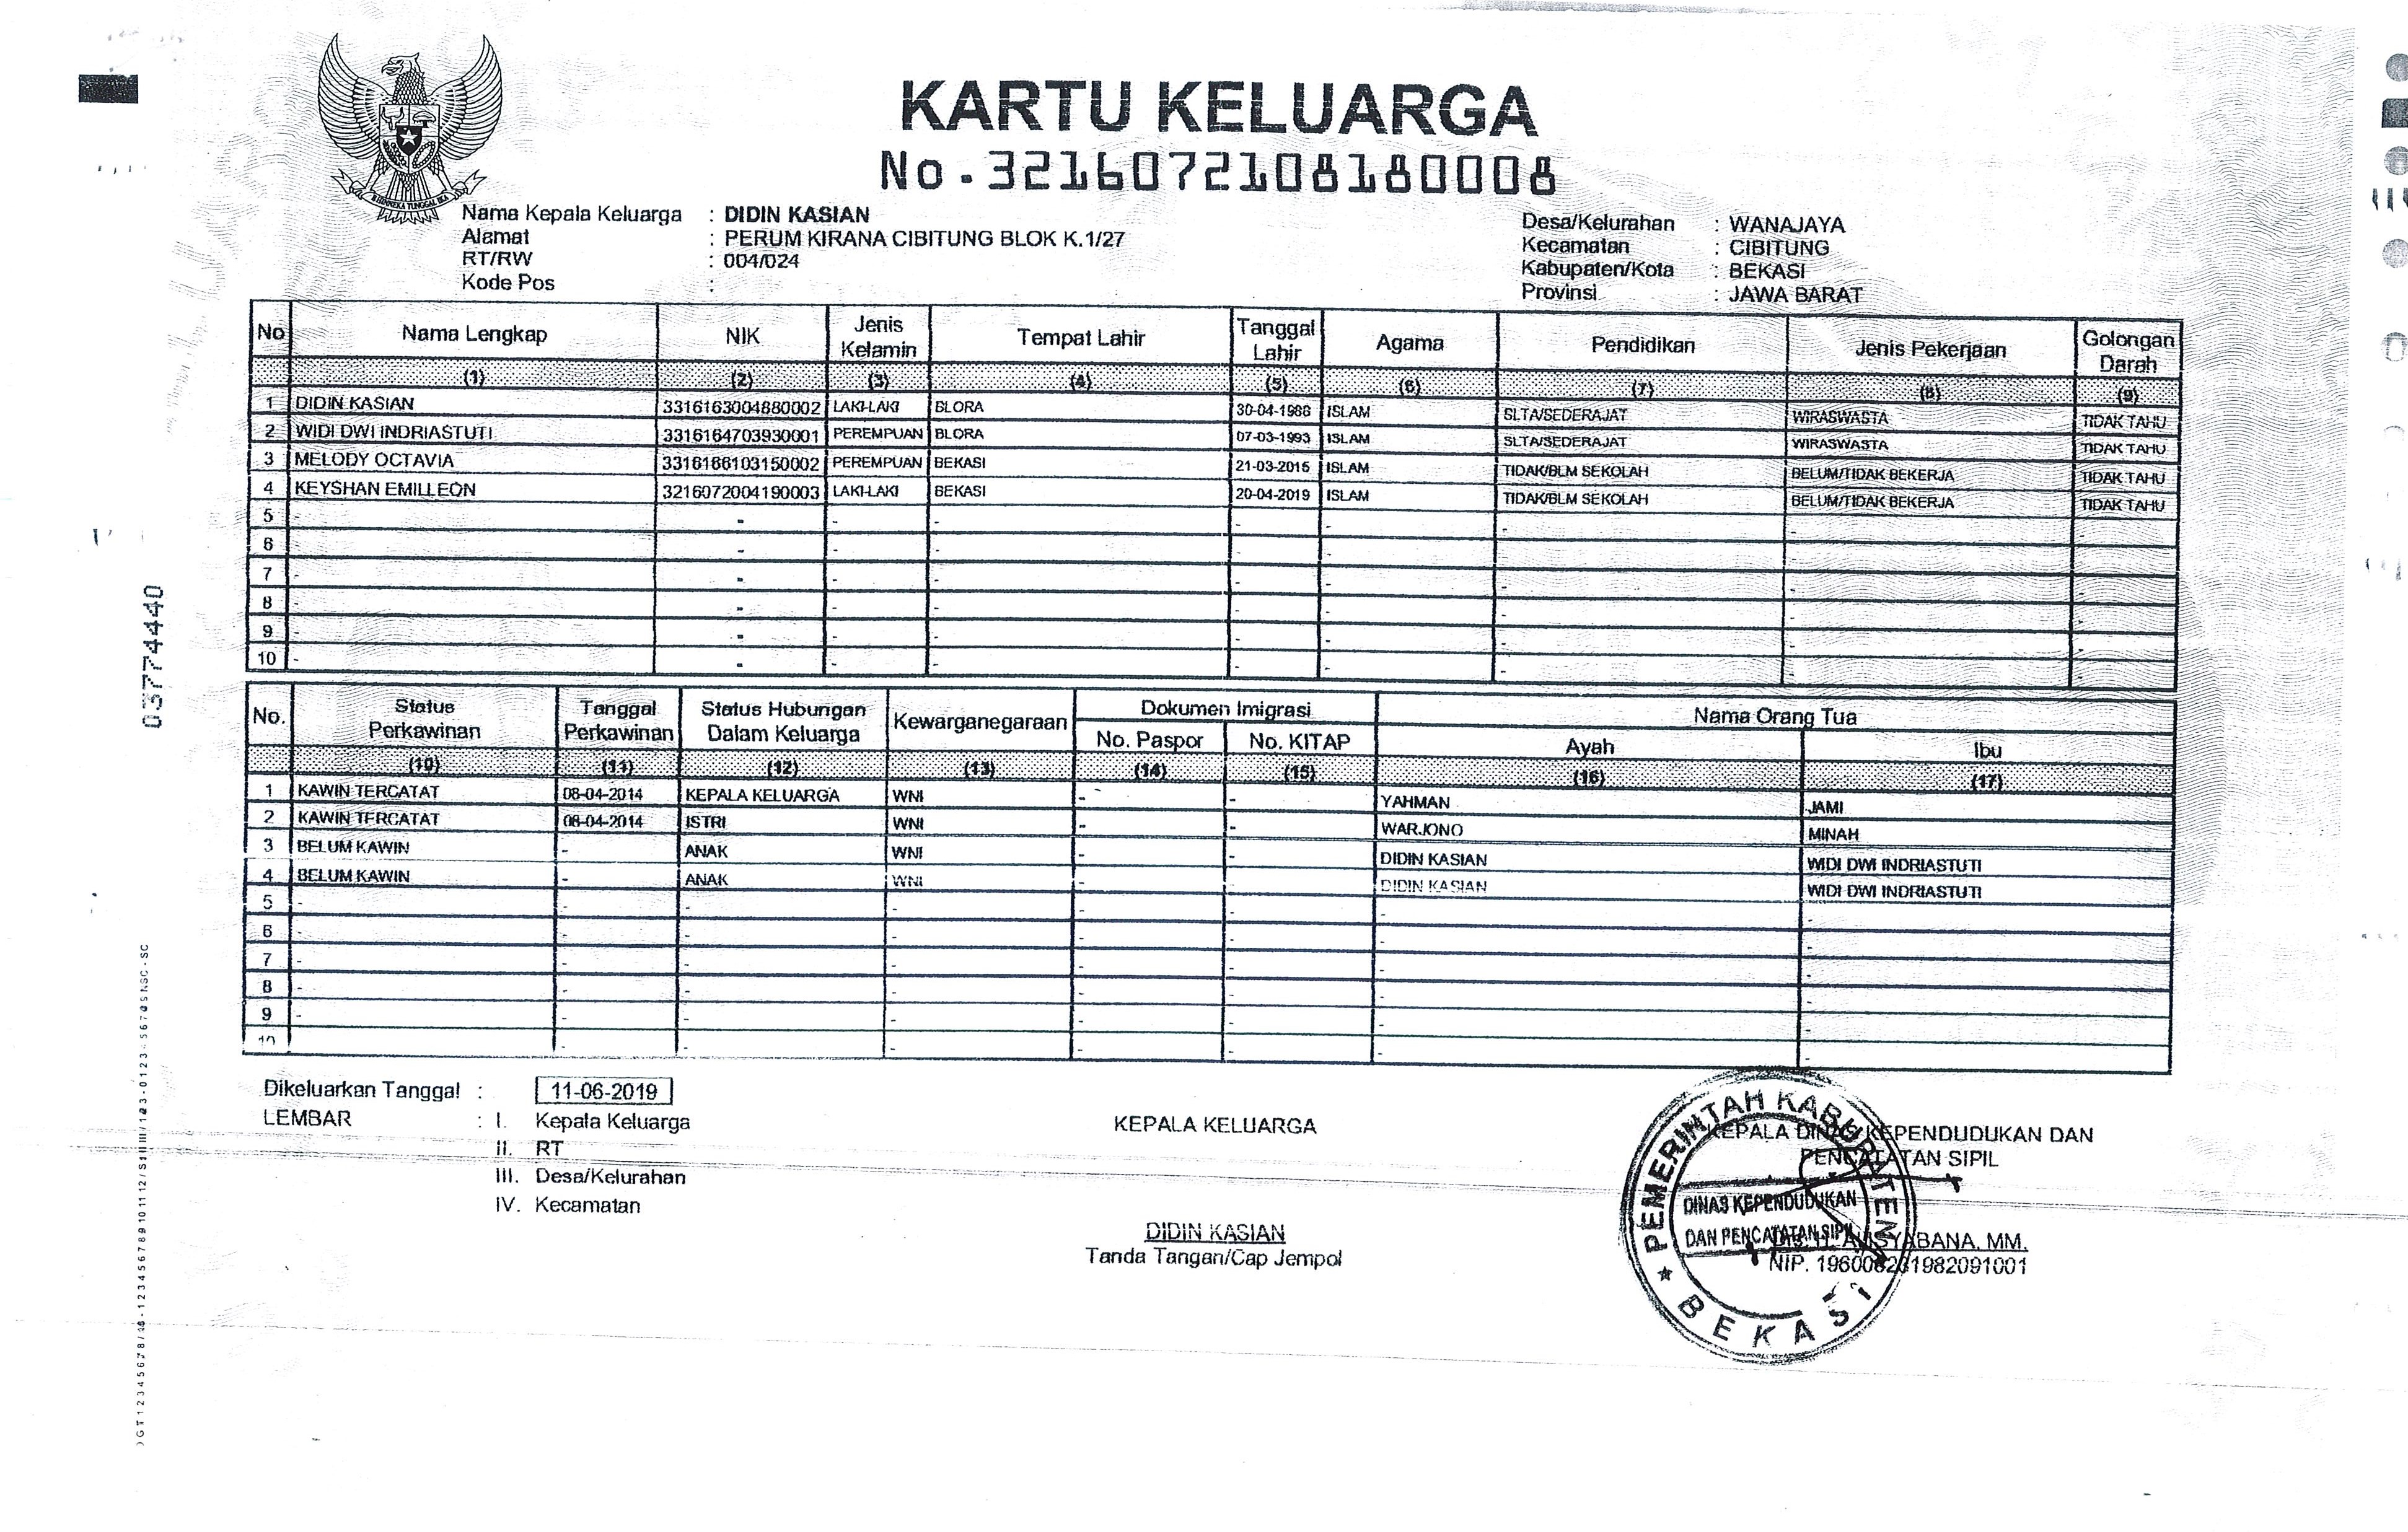 KARTU KELUARGA
No.3216072108180008
BHINNEKA TUNGGAL IKA
Nama Kepala Keluarga : DIDIN KASIAN
Alamat : PERUM KIRANA CIBITUNG BLOK K.1/27
RT/RW : 004/024
Kode Pos :
Desa/Kelurahan : WANAJAYA
Kecamatan : CIBITUNG
Kabupaten/Kota : BEKASI
Provinsi : JAWA BARAT
No Nama Lengkap NIK Jenis Kelamin Tempat Lahir Tanggal Lahir Agama Pendidikan Jenis Pekerjaan Golongan Darah
(1) (2) (3) (4) (5) (6) (7) (8) (9)
1 DIDIN KASIAN 3316163004880002 LAKI-LAKI BLORA 30-04-1988 ISLAM SLTA/SEDERAJAT WIRASWASTA TIDAK TAHU
2 WIDI DWI INDRIASTUTI 3316164703930001 PEREMPUAN BLORA 07-03-1993 ISLAM SLTA/SEDERAJAT WIRASWASTA TIDAK TAHU
3 MELODY OCTAVIA 3316166103150002 PEREMPUAN BEKASI 21-03-2015 ISLAM TIDAK/BLM SEKOLAH BELUM/TIDAK BEKERJA TIDAK TAHU
4 KEYSHAN EMILLEON 3216072004190003 LAKI-LAKI BEKASI 20-04-2019 ISLAM TIDAK/BLM SEKOLAH BELUM/TIDAK BEKERJA TIDAK TAHU
5 - - - - - - - - -
6 - - - - - - - - -
7 - - - - - - - - -
8 - - - - - - - - -
9 - - - - - - - - -
10 - - - - - - - - -
No. Status Perkawinan Tanggal Perkawinan Status Hubungan Dalam Keluarga Kewarganegaraan Dokumen Imigrasi Nama Orang Tua
No. Paspor No. KITAP Ayah Ibu
(10) (11) (12) (13) (14) (15) (16) (17)
1 KAWIN TERCATAT 08-04-2014 KEPALA KELUARGA WNI - - YAHMAN JAMI
2 KAWIN TERCATAT 08-04-2014 ISTRI WNI - - WARJONO MINAH
3 BELUM KAWIN - ANAK WNI - - DIDIN KASIAN WIDI DWI INDRIASTUTI
4 BELUM KAWIN - ANAK WNI - - DIDIN KASIAN WIDI DWI INDRIASTUTI
5 - - - - - - - -
6 - - - - - - - -
7 - - - - - - - -
8 - - - - - - - -
9 - - - - - - - -
10 - - - - - - - -
Dikeluarkan Tanggal : 11-06-2019
LEMBAR : I. Kepala Keluarga
II. RT
III. Desa/Kelurahan
IV. Kecamatan
KEPALA KELUARGA
DIDIN KASIAN
Tanda Tangan/Cap Jempol
KEPALA DINAS KEPENDUDUKAN DAN
PENCATATAN SIPIL
NIP. 196008231982091001
PEMERINTAH KABUPATEN
DINAS KEPENDUDUKAN
DAN PENCATATAN SIPIL
★ BEKASI
03774440